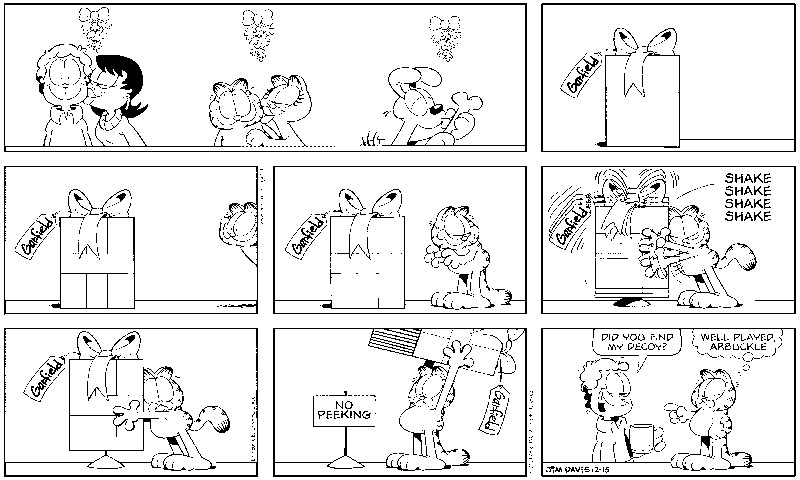 Garfield
Garfield
Garfield
Garfield
SHAKE
SHAKE
SHAKE
SHAKE
Garfield
NO
PEEKING
Garfield
DID YOU FIND
MY DECOY?
WELL PLAYED,
ARBUCKLE
JIM DAVIS 12-15